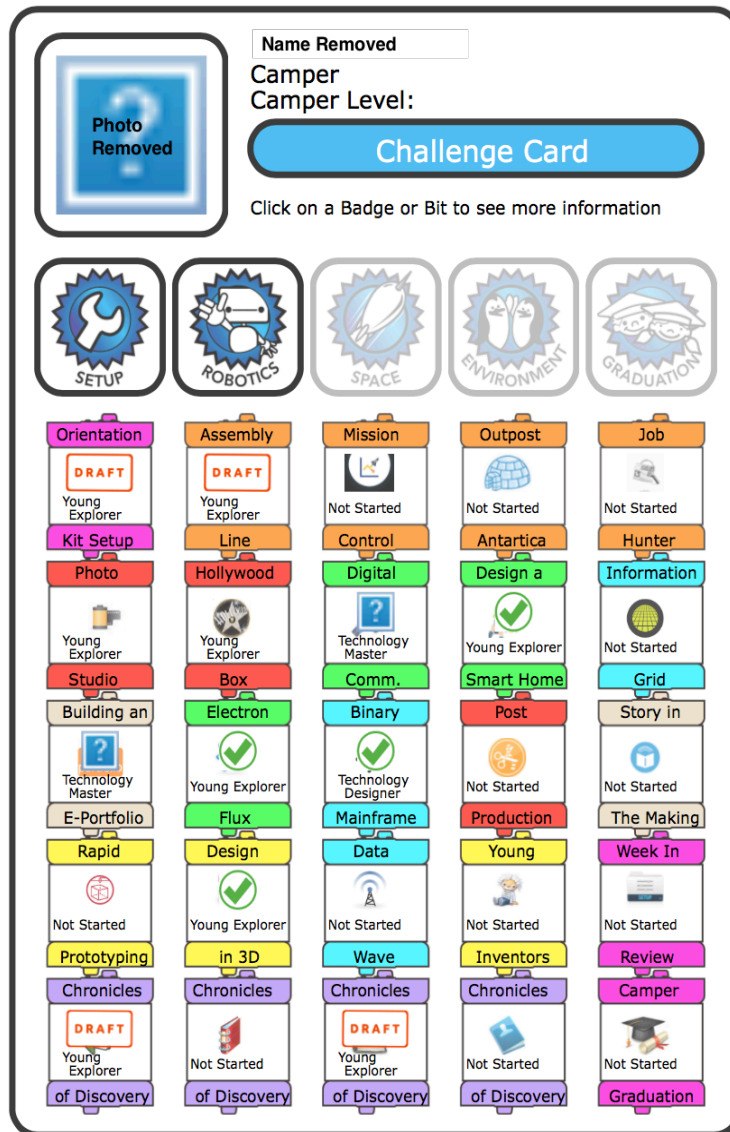 Name Removed
Camper
Camper Level:
Photo
Removed
Challenge Card
Click on a Badge or Bit to see more information
SETUP
ROBOTICS
SPACE
ENVIRONMENT
GRADUATION
Orientation
DRAFT
Young
Explorer
Kit Setup
Assembly
DRAFT
Young
Explorer
Line
Mission
Not Started
Control
Outpost
Not Started
Antartica
Job
Not Started
Hunter
Photo
Young
Explorer
Studio
Hollywood
Young
Explorer
Box
Digital
Technology
Master
Comm.
Design a
Young Explorer
Smart Home
Information
Not Started
Grid
Building an
Technology
Master
E-Portfolio
Electron
Young Explorer
Flux
Binary
Technology
Designer
Mainframe
Post
Not Started
Production
Story in
Not Started
The Making
Rapid
Not Started
Prototyping
Design
Young Explorer
in 3D
Data
Not Started
Wave
Young
Not Started
Inventors
Week In
Not Started
Review
Chronicles
DRAFT
Young
Explorer
of Discovery
Chronicles
Not Started
of Discovery
Chronicles
DRAFT
Young
Explorer
of Discovery
Chronicles
Not Started
of Discovery
Camper
Not Started
Graduation